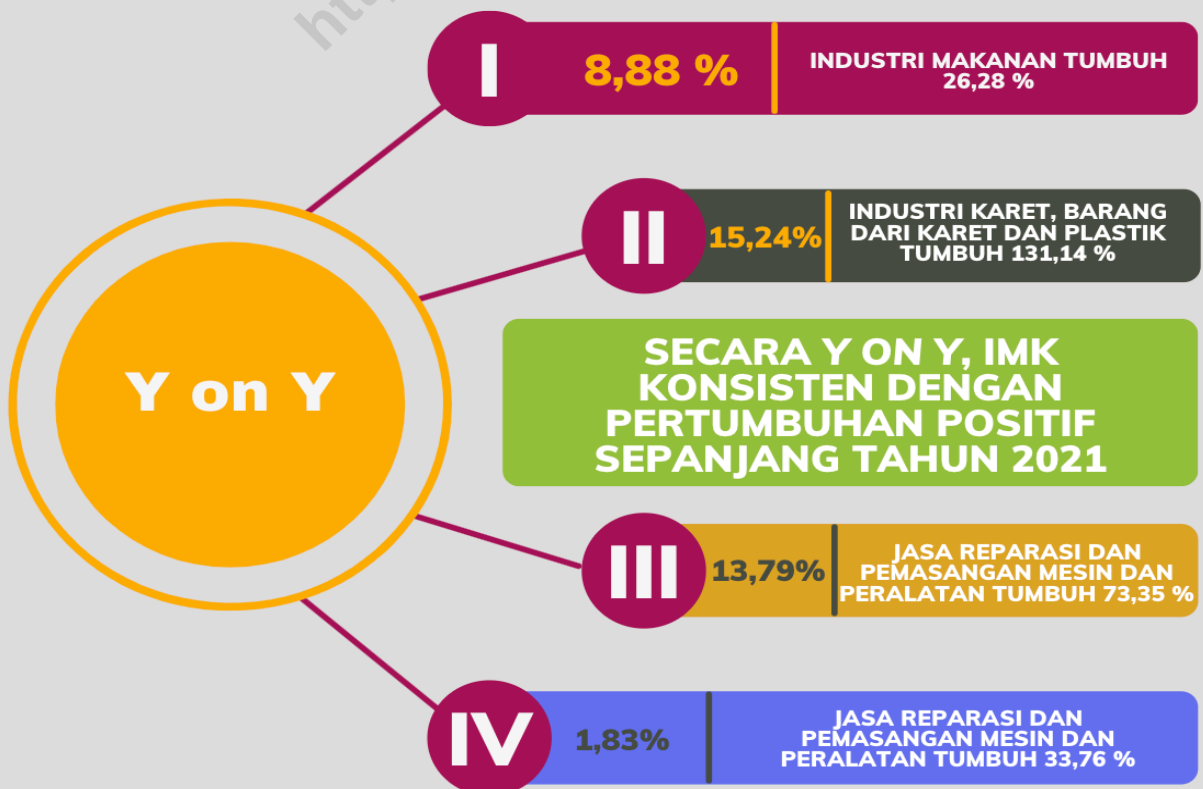 htt
I
8,88 %
INDUSTRI MAKANAN TUMBUH
26,28 %
II
15,24%
INDUSTRI KARET, BARANG
DARI KARET DAN PLASTIK
TUMBUH 131,14 %
Y on Y
SECARA Y ON Y, IMK
KONSISTEN DENGAN
PERTUMBUHAN POSITIF
SEPANJANG TAHUN 2021
III
13,79%
JASA REPARASI DAN
PEMASANGAN MESIN DAN
PERALATAN TUMBUH 73,35 %
IV
1,83%
JASA REPARASI DAN
PEMASANGAN MESIN DAN
PERALATAN TUMBUH 33,76 %